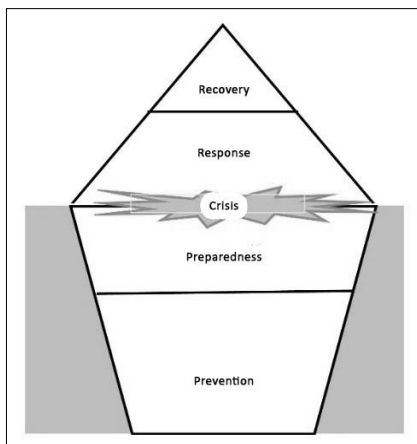 Recovery
Response
Crisis
Preparedness
Prevention